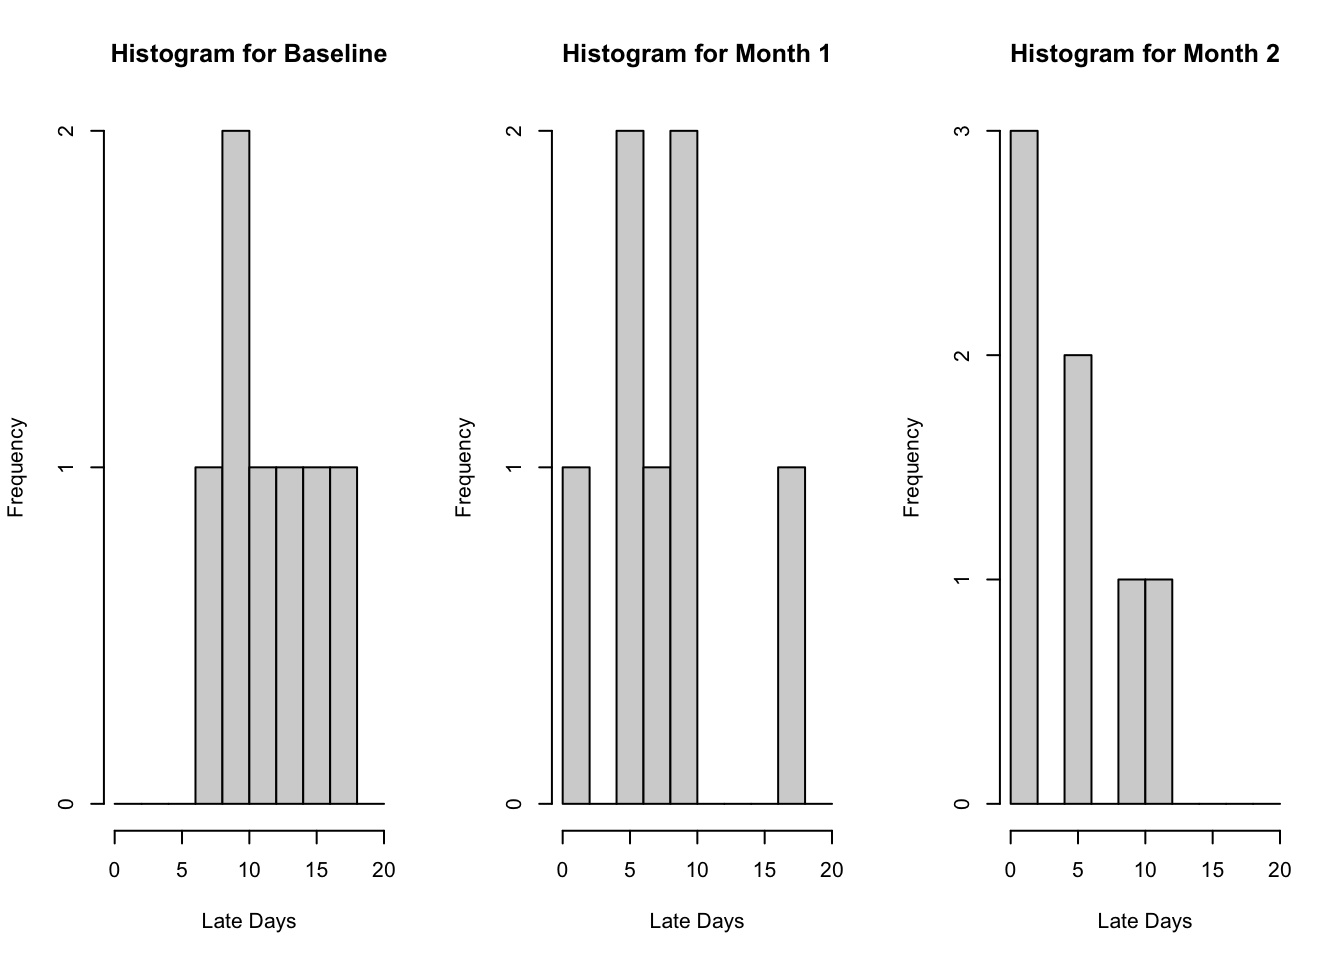 Histogram for Baseline
Frequency
2
1
0
0 5 10 15 20
Late Days
Histogram for Month 1
Frequency
2
1
0
0 5 10 15 20
Late Days
Histogram for Month 2
Frequency
3
2
1
0
0 5 10 15 20
Late Days